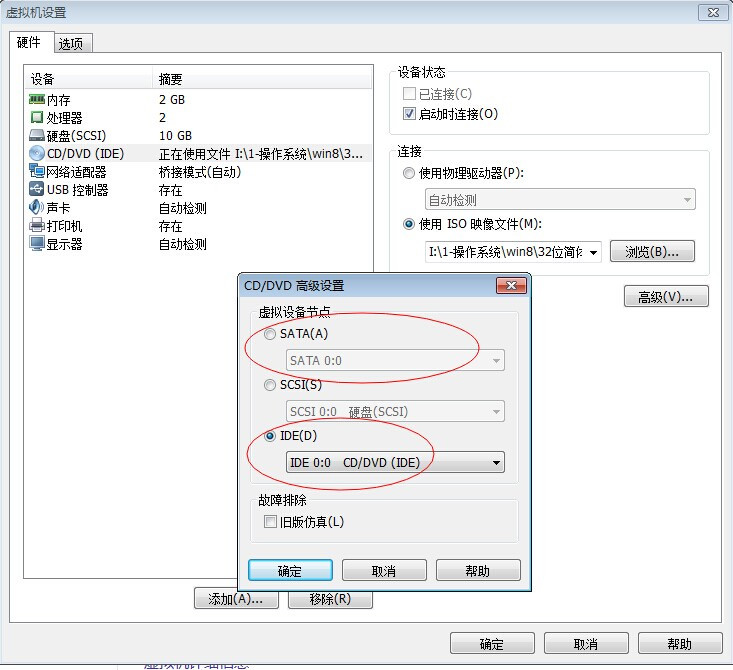 虚拟机设置
硬件 选项
设备 摘要
内存 2 GB
处理器 2
硬盘(SCSI) 10 GB
CD/DVD (IDE) 正在使用文件 I:\1-操作系统\win8\3...
网络适配器 桥接模式(自动)
USB 控制器 存在
声卡 自动检测
打印机 存在
显示器 自动检测
设备状态
已连接(C)
启动时连接(O)
连接
使用物理驱动器(P):
自动检测
使用 ISO 映像文件(M):
I:\1-操作系统\win8\32位简体
浏览(B)...
高级(V)...
CD/DVD 高级设置
虚拟设备节点
SATA(A)
SATA 0:0
SCSI(S)
SCSI 0:0 硬盘(SCSI)
IDE(D)
IDE 0:0 CD/DVD (IDE)
故障排除
旧版仿真(L)
确定 取消 帮助
添加(A)... 移除(R)
确定 取消 帮助